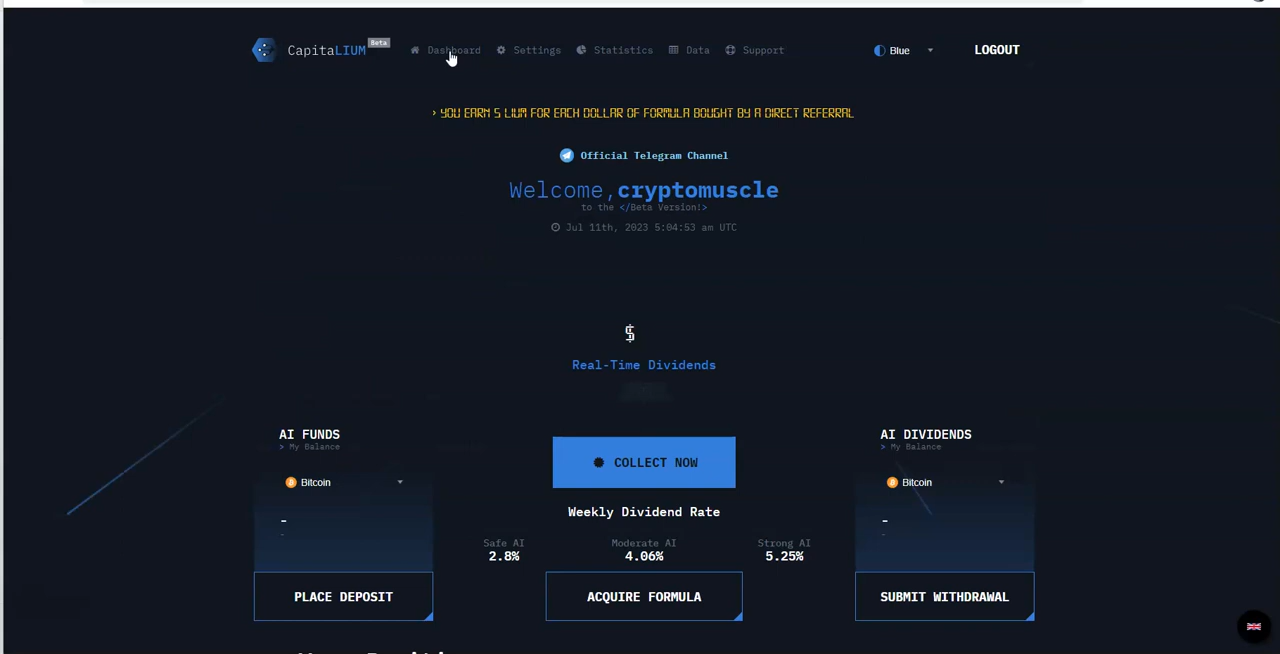 CapitaLIUM Beta Dashboard Settings Statistics Data Support Blue LOGOUT
> YOU EARN 5 LIUM FOR EACH DOLLAR OF FORMULA BOUGHT BY A DIRECT REFERRAL
Official Telegram Channel
Welcome,cryptomuscle
to the </Beta Version!>
Jul 11th, 2023 5:04:53 am UTC
$
Real-Time Dividends
AI FUNDS
> My Balance
Bitcoin
-
-
PLACE DEPOSIT
COLLECT NOW
Weekly Dividend Rate
Safe AI Moderate AI Strong AI
2.8% 4.06% 5.25%
ACQUIRE FORMULA
AI DIVIDENDS
> My Balance
Bitcoin
-
-
SUBMIT WITHDRAWAL